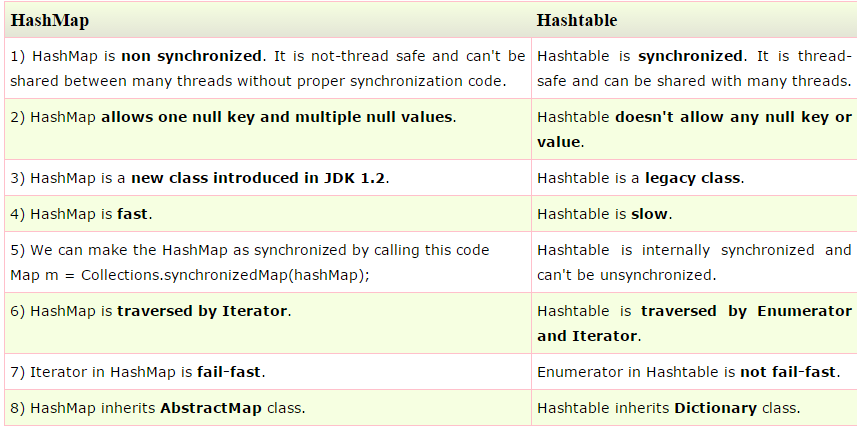 HashMap Hashtable
1) HashMap is non synchronized. It is not-thread safe and can't be
shared between many threads without proper synchronization code.
Hashtable is synchronized. It is thread-
safe and can be shared with many threads.
2) HashMap allows one null key and multiple null values.
Hashtable doesn't allow any null key or
value.
3) HashMap is a new class introduced in JDK 1.2.
Hashtable is a legacy class.
4) HashMap is fast.
Hashtable is slow.
5) We can make the HashMap as synchronized by calling this code
Map m = Collections.synchronizedMap(hashMap);
Hashtable is internally synchronized and
can't be unsynchronized.
6) HashMap is traversed by Iterator.
Hashtable is traversed by Enumerator
and Iterator.
7) Iterator in HashMap is fail-fast.
Enumerator in Hashtable is not fail-fast.
8) HashMap inherits AbstractMap class.
Hashtable inherits Dictionary class.